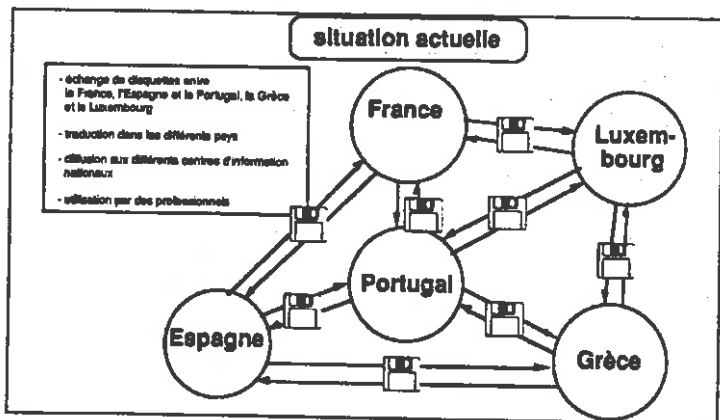 situation actuelle
- échange de disquettes entre
la France, l'Espagne et le Portugal, la Grèce
et le Luxembourg
- traduction dans les différents pays
- diffusion aux différents centres d'information
nationaux
- utilisation par des professionnels
France
Luxem-
bourg
Portugal
Espagne
Grèce